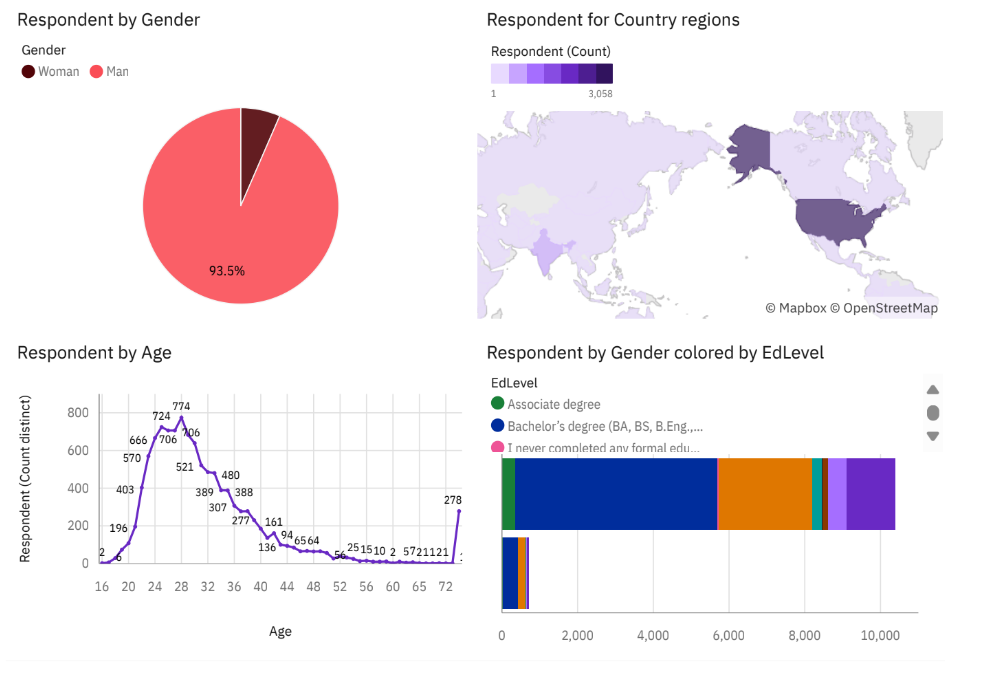 Respondent by Gender
Gender
Woman Man
93.5%
Respondent for Country regions
Respondent (Count)
1 3,058
© Mapbox © OpenStreetMap
Respondent by Age
Respondent (Count distinct)
800
600
400
200
0
774
724
666 706 706
570
521 480
403 389 388
307
278
277
196 161
136 94 65 64
2 6 56 25 15 10 2 57 21 121
16 20 24 28 32 36 40 44 48 52 56 60 65 72
Age
Respondent by Gender colored by EdLevel
EdLevel
Associate degree
Bachelor’s degree (BA, BS, B.Eng.,...
I never completed any formal edu...
0 2,000 4,000 6,000 8,000 10,000